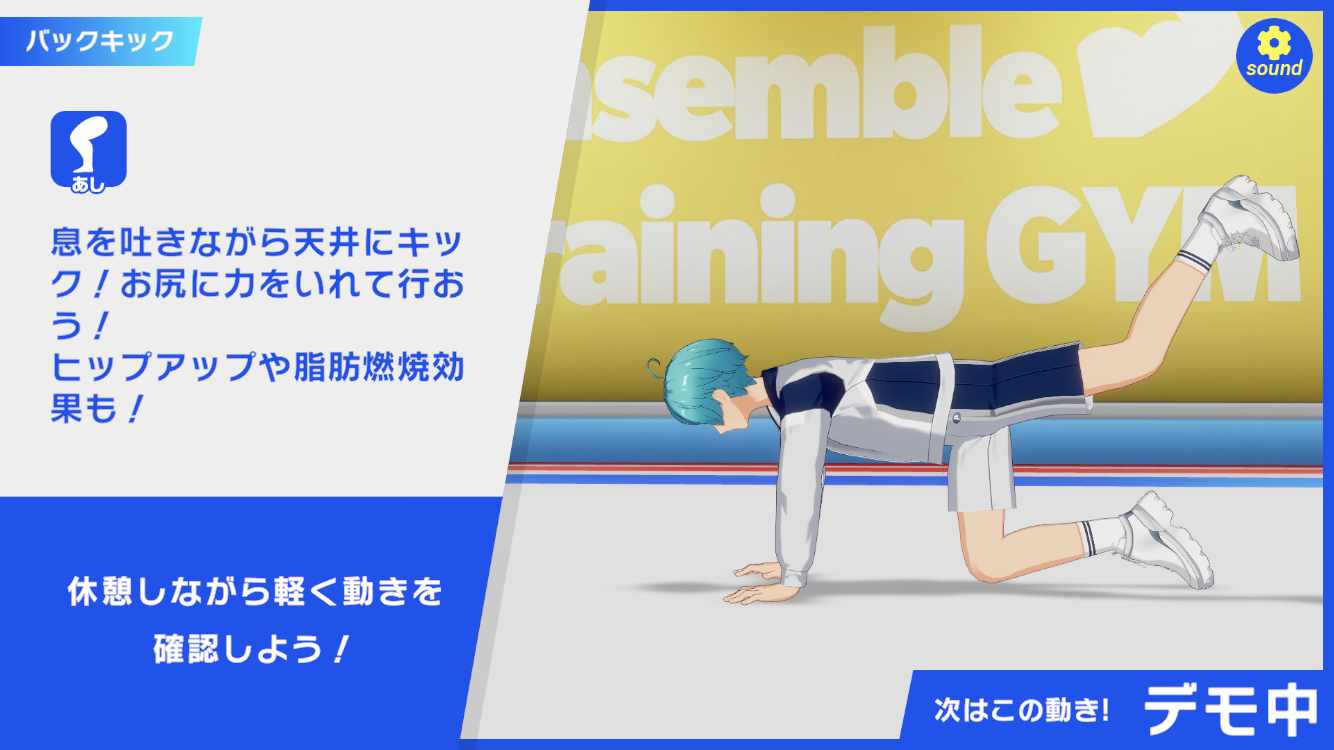 バックキック
sound
nsemble
raining GYM
あし
息を吐きながら天井にキッ
ク！お尻に力をいれて行お
う！
ヒップアップや脂肪燃焼効
果も！
休憩しながら軽く動きを
確認しよう！
次はこの動き!
デモ中